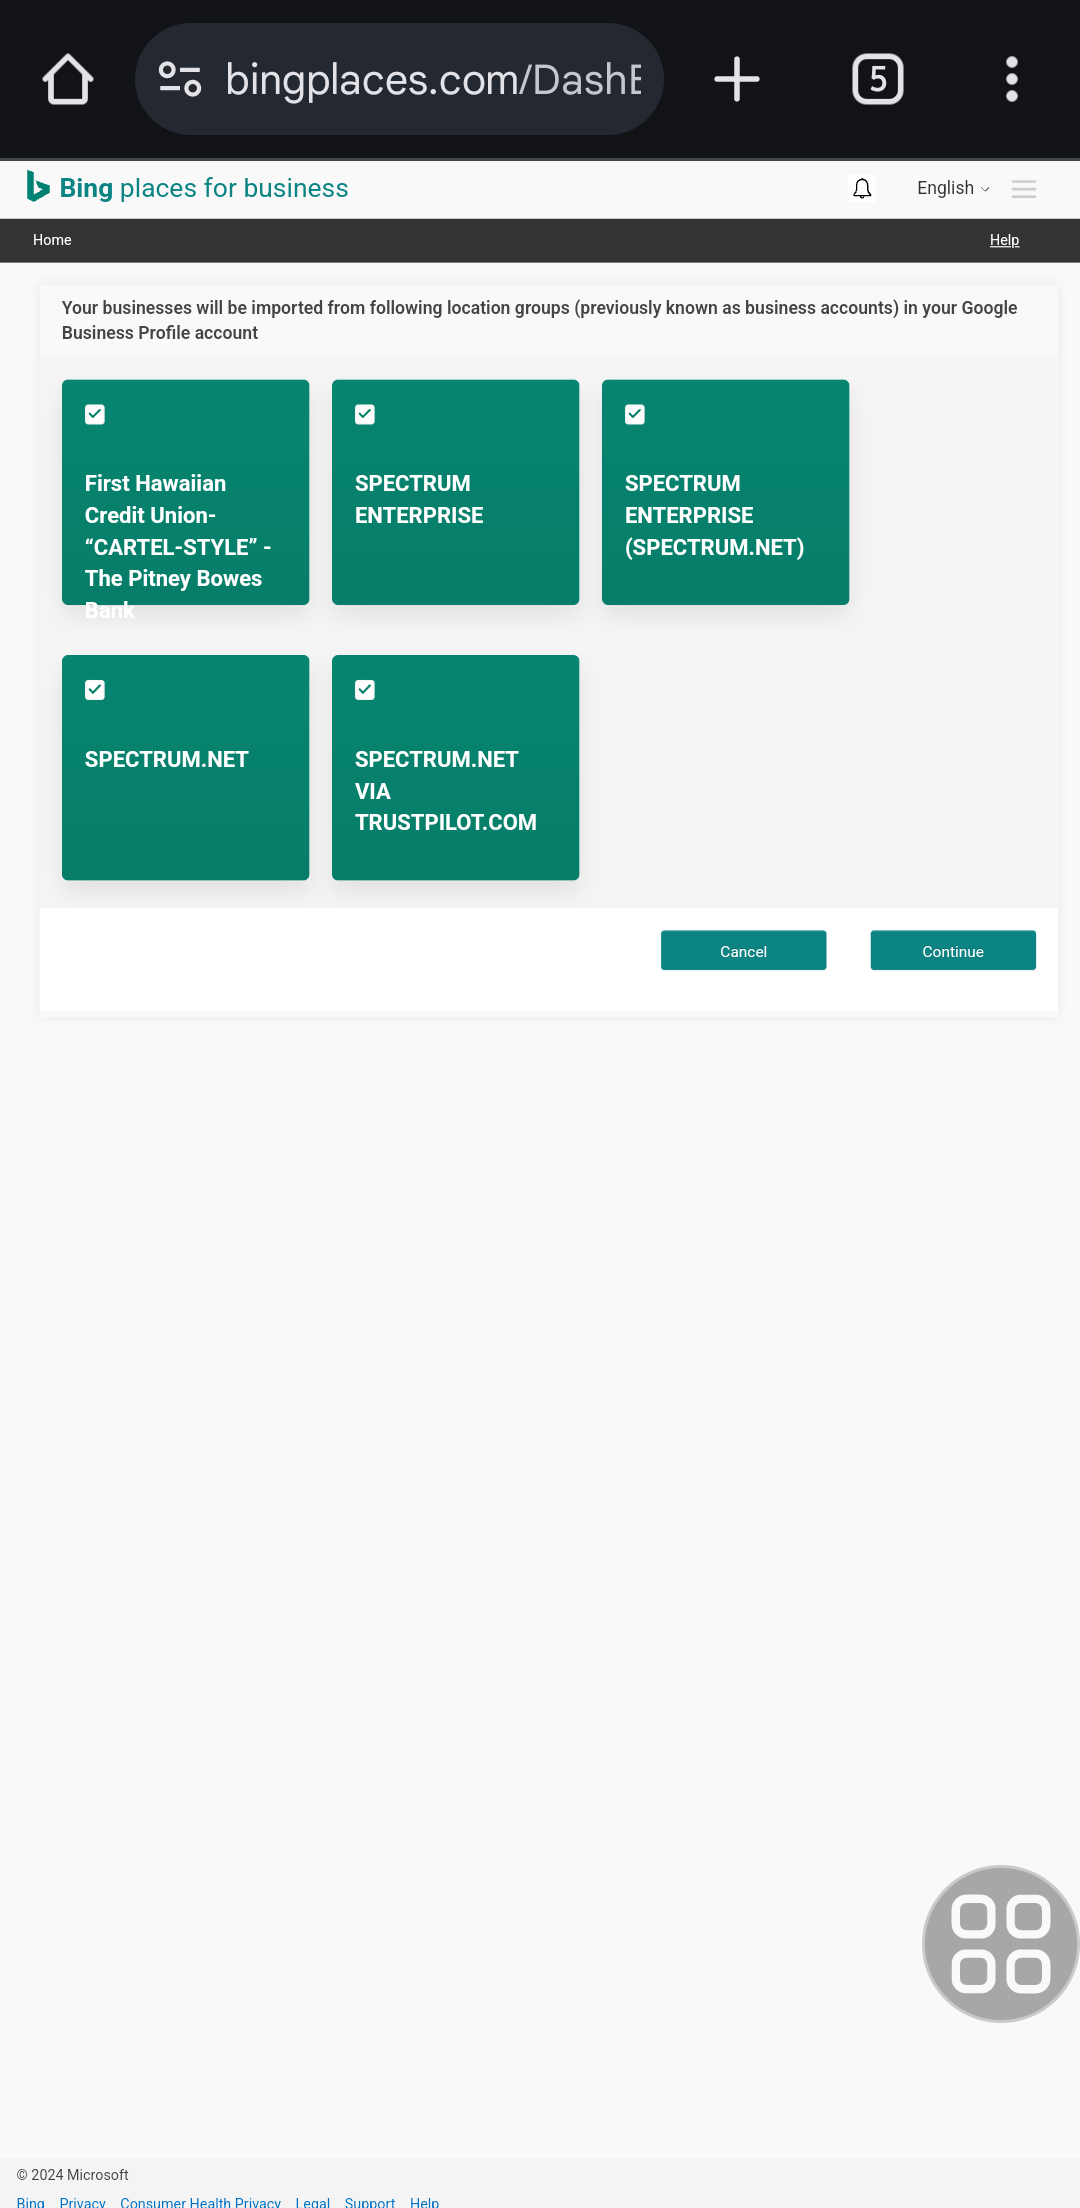 bingplaces.com/DashB
5
Bing places for business
English
Home
Help
Your businesses will be imported from following location groups (previously known as business accounts) in your Google
Business Profile account
First Hawaiian
Credit Union-
“CARTEL-STYLE” -
The Pitney Bowes
Bank
SPECTRUM
ENTERPRISE
SPECTRUM
ENTERPRISE
(SPECTRUM.NET)
SPECTRUM.NET
SPECTRUM.NET
VIA
TRUSTPILOT.COM
Cancel
Continue
© 2024 Microsoft
Bing Privacy Consumer Health Privacy Legal Support Help